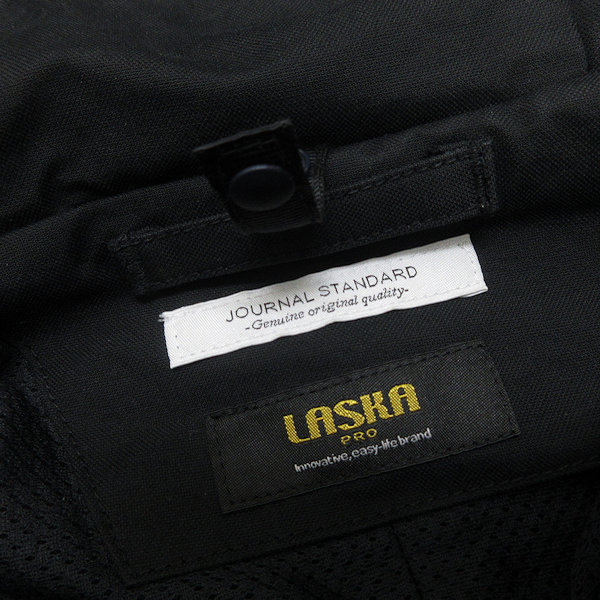 JOURNAL STANDARD
-Genuine original quality-
LASKA
PRO
Innovative,easy-life brand